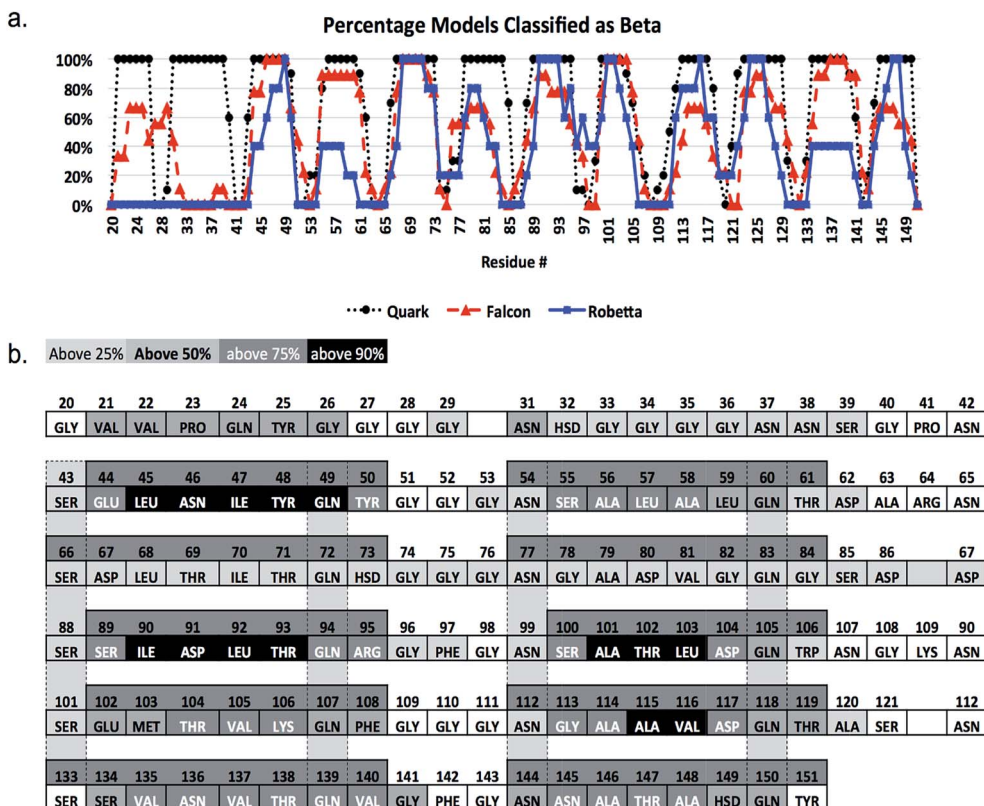 a.
Percentage Models Classified as Beta
100%
80%
60%
40%
20%
0%
20 24 28 33 37 41 45 49 53 57 61 65 69 73 77 81 85 89 93 97 101 105 109 113 117 121 125 129 133 137 141 145 149
Residue #
Quark Falcon Robetta
b.
Above 25% Above 50% above 75% above 90%
20 21 22 23 24 25 26 27 28 29 31 32 33 34 35 36 37 38 39 40 41 42
GLY VAL VAL PRO GLN TYR GLY GLY GLY GLY ASN HSD GLY GLY GLY GLY ASN ASN SER GLY PRO ASN
43 44 45 46 47 48 49 50 51 52 53 54 55 56 57 58 59 60 61 62 63 64 65
SER GLU LEU ASN ILE TYR GLN TYR GLY GLY GLY ASN SER ALA LEU ALA LEU GLN THR ASP ALA ARG ASN
66 67 68 69 70 71 72 73 74 75 76 77 78 79 80 81 82 83 84 85 86 67
SER ASP LEU THR ILE THR GLN HSD GLY GLY GLY ASN GLY ALA ASP VAL GLY GLN GLY SER ASP ASP
88 89 90 91 92 93 94 95 96 97 98 99 100 101 102 103 104 105 106 107 108 109 90
SER SER ILE ASP LEU THR GLN ARG GLY PHE GLY ASN SER ALA THR LEU ASP GLN TRP ASN GLY LYS ASN
101 102 103 104 105 106 107 108 109 110 111 112 113 114 115 116 117 118 119 120 121 112
SER GLU MET THR VAL LYS GLN PHE GLY GLY GLY ASN GLY ALA ALA VAL ASP GLN THR ALA SER ASN
133 134 135 136 137 138 139 140 141 142 143 144 145 146 147 148 149 150 151
SER SER VAL ASN VAL THR GLN VAL GLY PHE GLY ASN ASN ALA THR ALA HSD GLN TYR